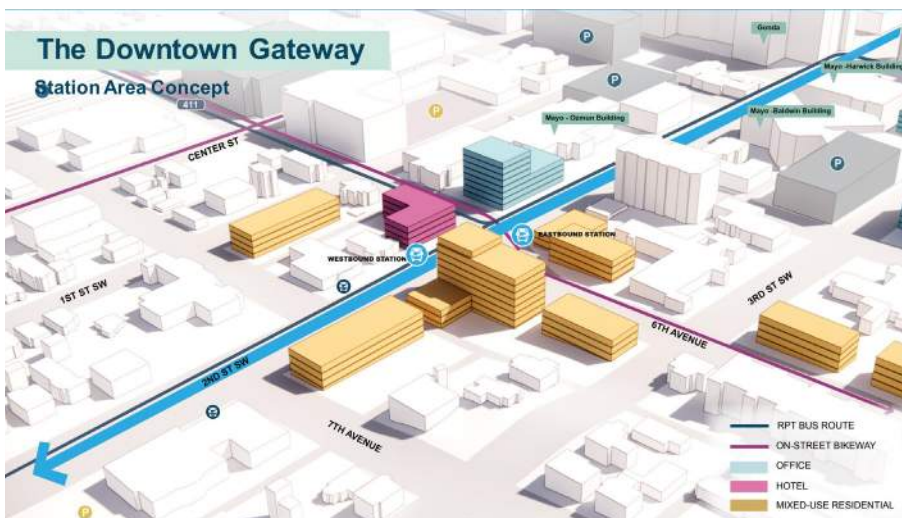 The Downtown Gateway
Station Area Concept
411
P
P
P
P
P
Gonda
Mayo -Harwick Building
Mayo -Baldwin Building
Mayo - Ozmun Building
CENTER ST
EASTBOUND STATION
WESTBOUND STATION
1ST ST SW
3RD ST SW
6TH AVENUE
2ND ST SW
7TH AVENUE
RPT BUS ROUTE
ON-STREET BIKEWAY
OFFICE
HOTEL
MIXED-USE RESIDENTIAL